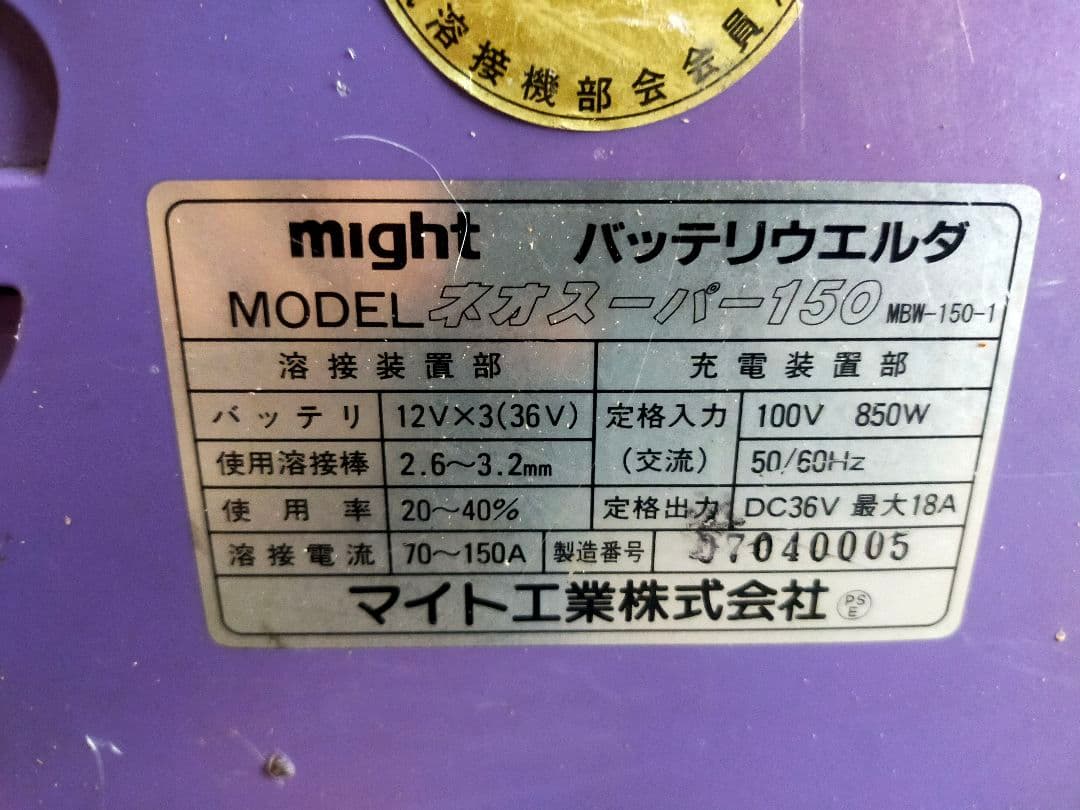 溶接機部会会員
might バッテリウエルダ
MODEL ネオスーパー150 MBW-150-1
溶接装置部 充電装置部
バッテリ 12V×3(36V) 定格入力 100V 850W
使用溶接棒 2.6~3.2mm (交流) 50/60Hz
使用率 20~40% 定格出力 DC36V 最大18A
溶接電流 70~150A 製造番号 07040005
マイト工業株式会社 PSE